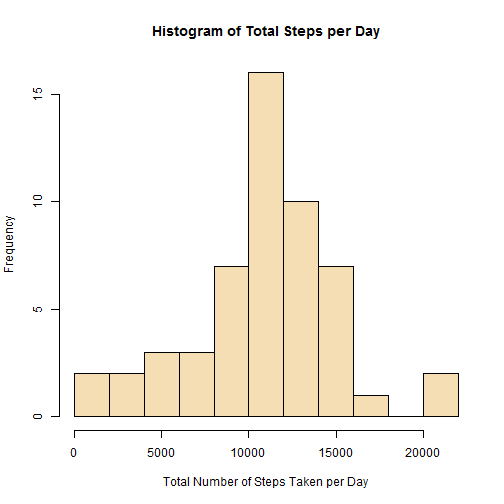 Histogram of Total Steps per Day
Frequency
15
10
5
0
0 5000 10000 15000 20000
Total Number of Steps Taken per Day